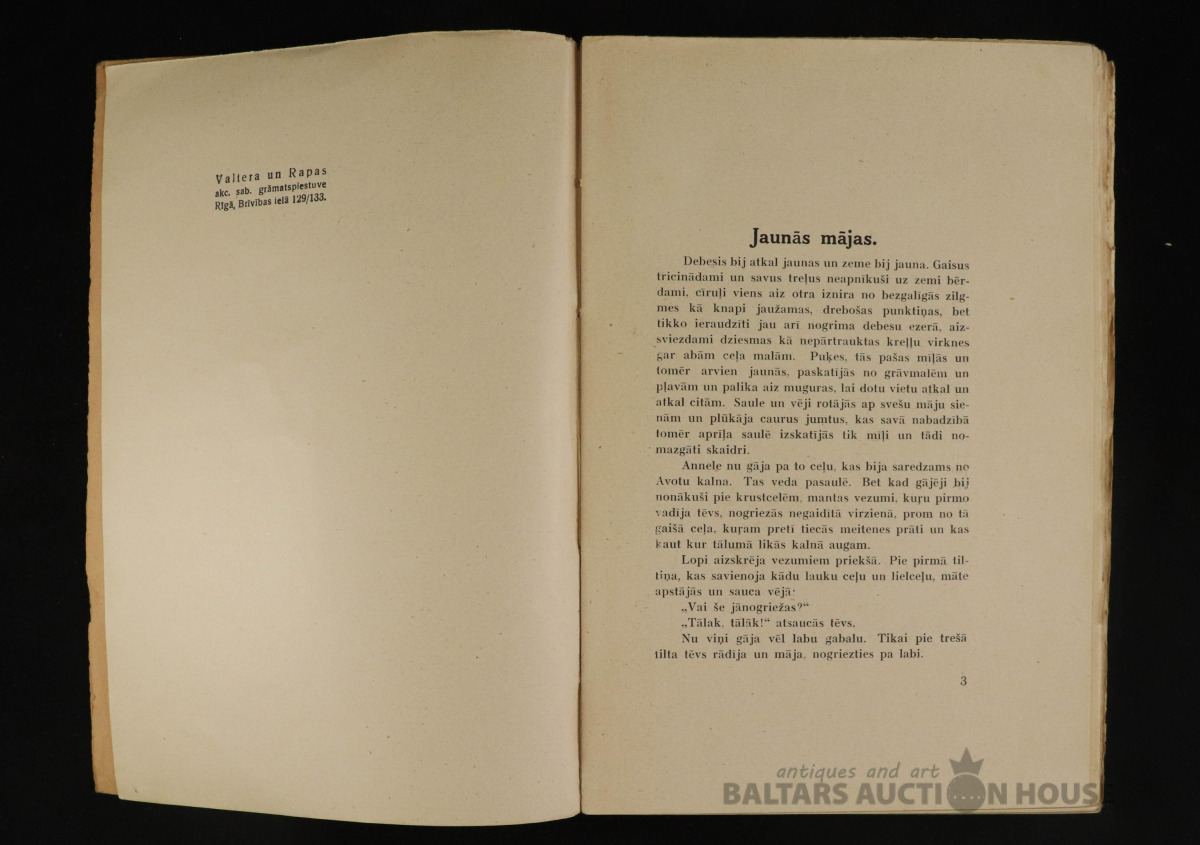 Valtera un Rapas
akc. sab. grāmatspiestuve
Rīgā, Brīvības ielā 129/133.
Jaunās mājas.
Debesis bij atkal jaunas un zeme bij jauna. Gaisus
tricinādami un savus treļus neapnikuši uz zemi bēr-
dami, cīruļi viens aiz otra iznira no bezgalīgās zilg-
mes kā knapi jaužamas, drebošas punktiņas, bet
tikko ieraudzīti jau arī nogrima debesu ezerā, aiz-
sviezdami dziesmas kā nepārtrauktas kreļļu virknes
gar abām ceļa malām. Puķes, tās pašas mīļās un
tomēr arvien jaunās, paskatījās no grāvmalēm un
pļavām un palika aiz muguras, lai dotu vietu atkal un
atkal citām. Saule un vēji rotājās ap svešu māju sie-
nām un plūkāja caurus jumtus, kas savā nabadzībā
tomēr aprīļa saulē izskatījās tik mīļi un tādi no-
mazgāti skaidri.
Annele nu gāja pa to ceļu, kas bija saredzams no
Avotu kalna. Tas veda pasaulē. Bet kad gājēji bij
nonākuši pie krustcelēm, mantas vezumi, kuŗu pirmo
vadīja tēvs, nogriezās negaidītā virzienā, prom no tā
gaišā ceļa, kuŗam pretī tiecās meitenes prāti un kas
kaut kur tālumā likās kalnā augam.
Lopi aizskrēja vezumiem priekšā. Pie pirmā til-
tiņa, kas savienoja kādu lauku ceļu un lielceļu, māte
apstājās un sauca vējā:
„Vai še jānogriežas?“
„Tālak, tālāk!“ atsaucās tēvs.
Nu viņi gāja vēl labu gabalu. Tikai pie trešā
tilta tēvs rādīja un māja, nogriezties pa labi.
3
antiques and art
BALTARS AUCTION HOUS